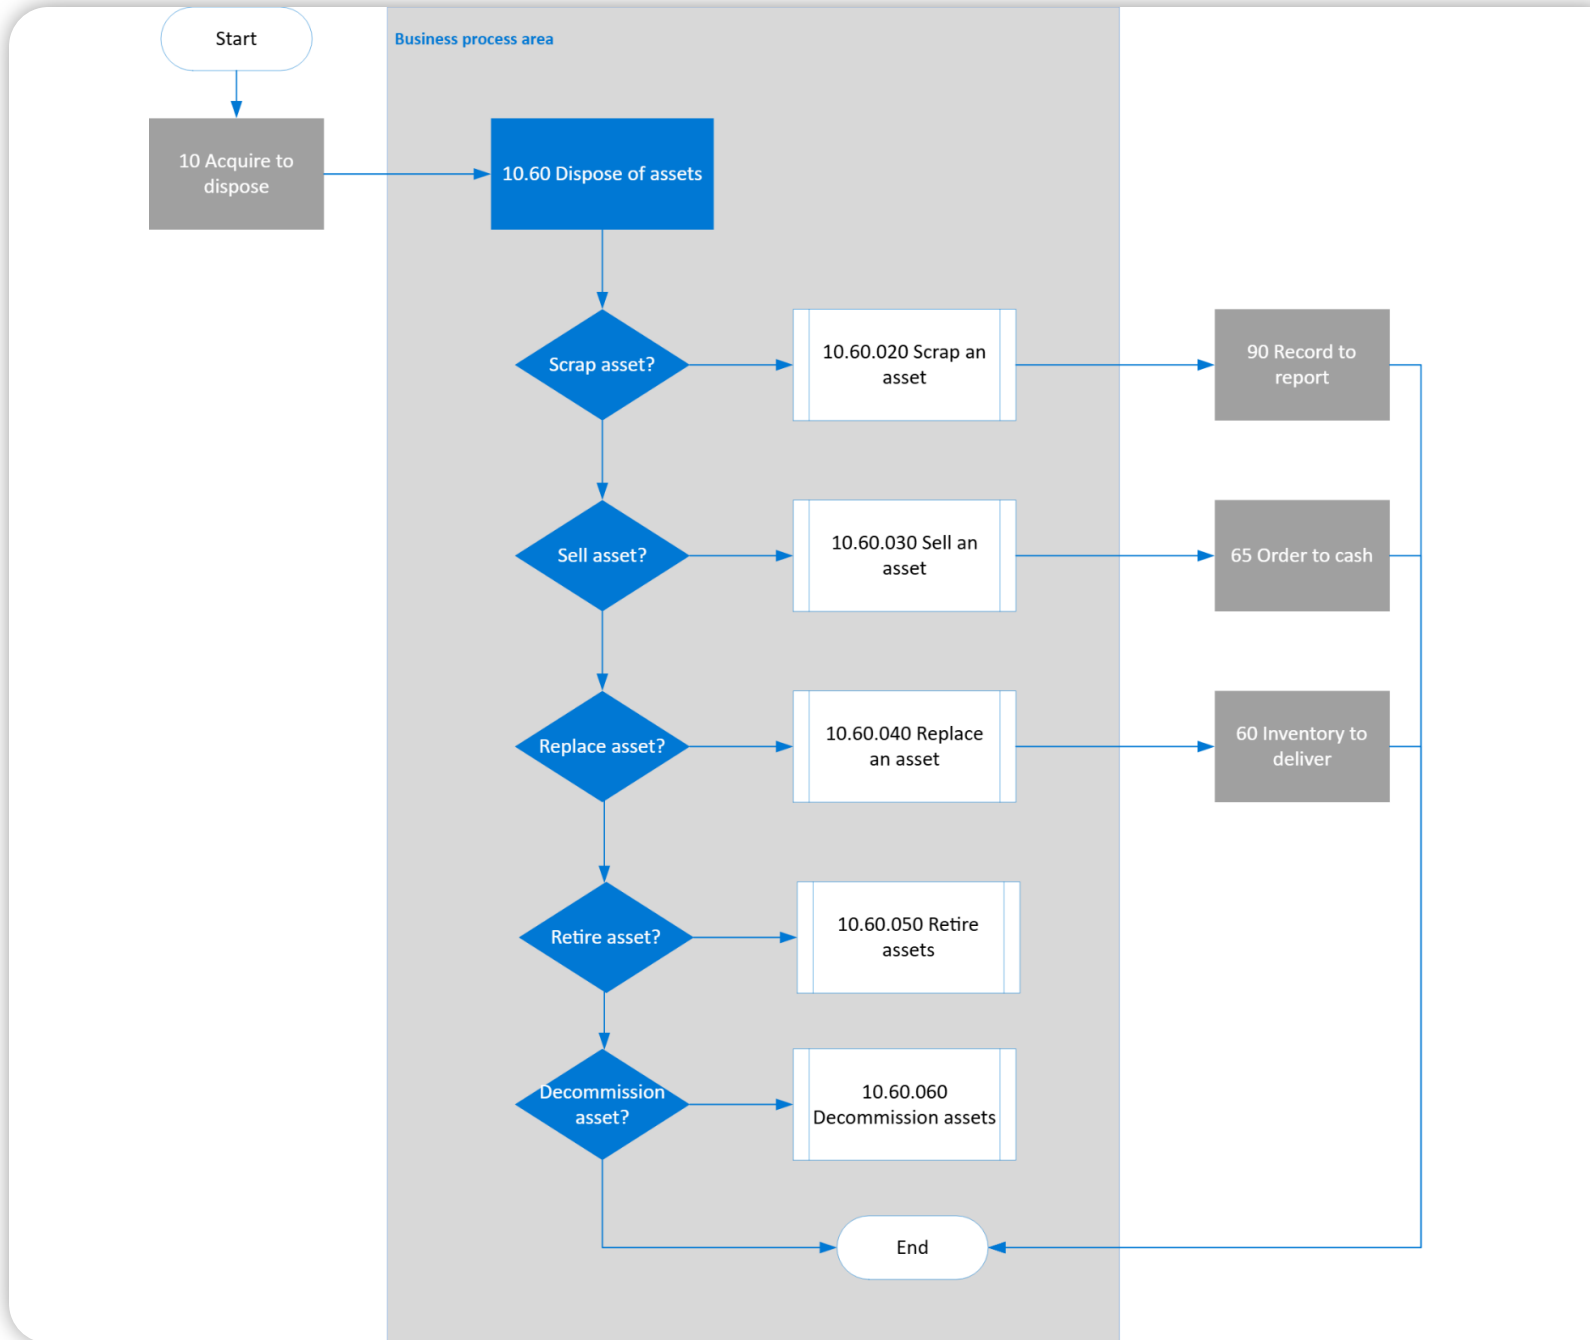 Start
Business process area
10 Acquire to
dispose
10.60 Dispose of assets
Scrap asset?
10.60.020 Scrap an
asset
90 Record to
report
Sell asset?
10.60.030 Sell an
asset
65 Order to cash
Replace asset?
10.60.040 Replace
an asset
60 Inventory to
deliver
Retire asset?
10.60.050 Retire
assets
Decommission
asset?
10.60.060
Decommission assets
End